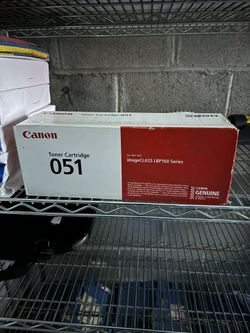 Canon
Toner Cartridge
051
imageCLASS LBP160 Series
CANON
GENUINE